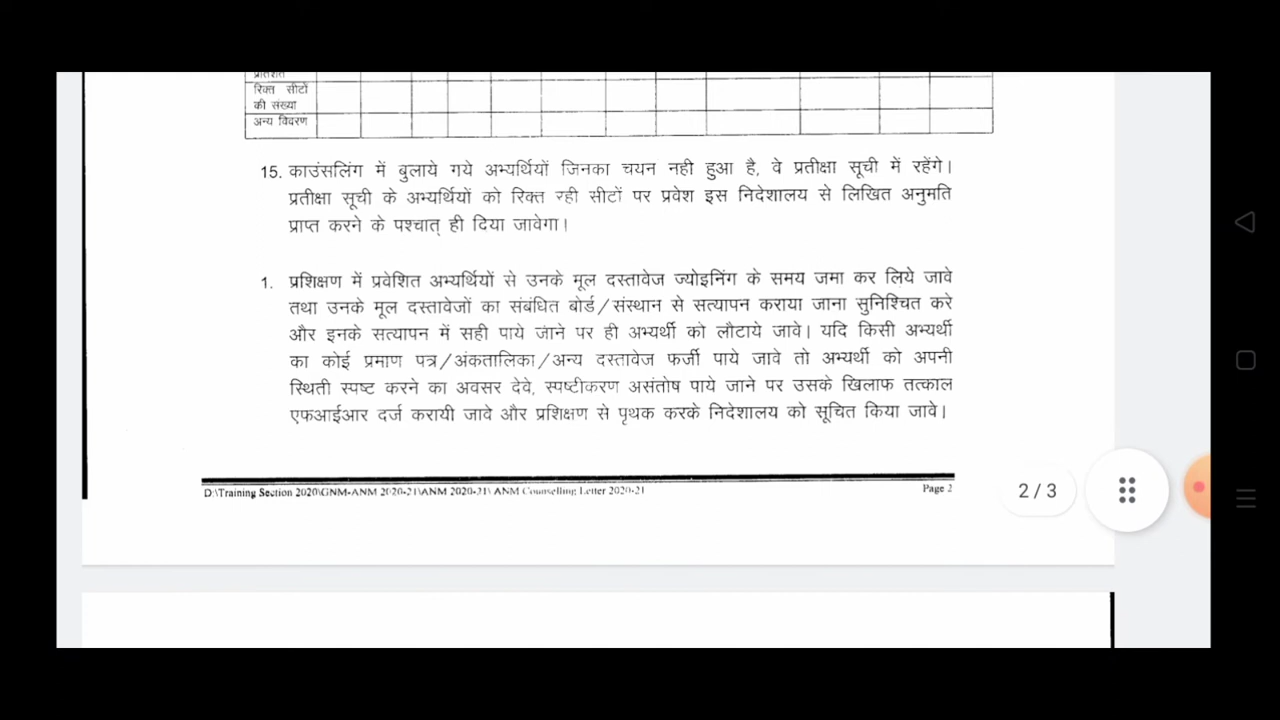 प्रतिशत
रिक्त सीटों
की संख्या
अन्य विवरण
15. काउंसलिंग में बुलाये गये अभ्यर्थियों जिनका चयन नही हुआ है, वे प्रतीक्षा सूची में रहेंगे।
प्रतीक्षा सूची के अभ्यर्थियों को रिक्त रही सीटों पर प्रवेश इस निदेशालय से लिखित अनुमति
प्राप्त करने के पश्चात् ही दिया जावेगा।
1. प्रशिक्षण में प्रवेशित अभ्यर्थियों से उनके मूल दस्तावेज ज्योइनिंग के समय जमा कर लिये जावे
तथा उनके मूल दस्तावेजों का संबंधित बोर्ड/संस्थान से सत्यापन कराया जाना सुनिश्चित करे
और इनके सत्यापन में सही पाये जाने पर ही अभ्यर्थी को लौटाये जावे। यदि किसी अभ्यर्थी
का कोई प्रमाण पत्र/अंकतालिका/अन्य दस्तावेज फर्जी पाये जावे तो अभ्यर्थी को अपनी
स्थिती स्पष्ट करने का अवसर देवे, स्पष्टीकरण असंतोष पाये जाने पर उसके खिलाफ तत्काल
एफआईआर दर्ज करायी जावे और प्रशिक्षण से पृथक करके निदेशालय को सूचित किया जावे।
D:\Training Section 2020\GNM-ANM 2020-21\ANM 2020-21\ ANM Counselling Letter 2020-21 Page 2
2 / 3